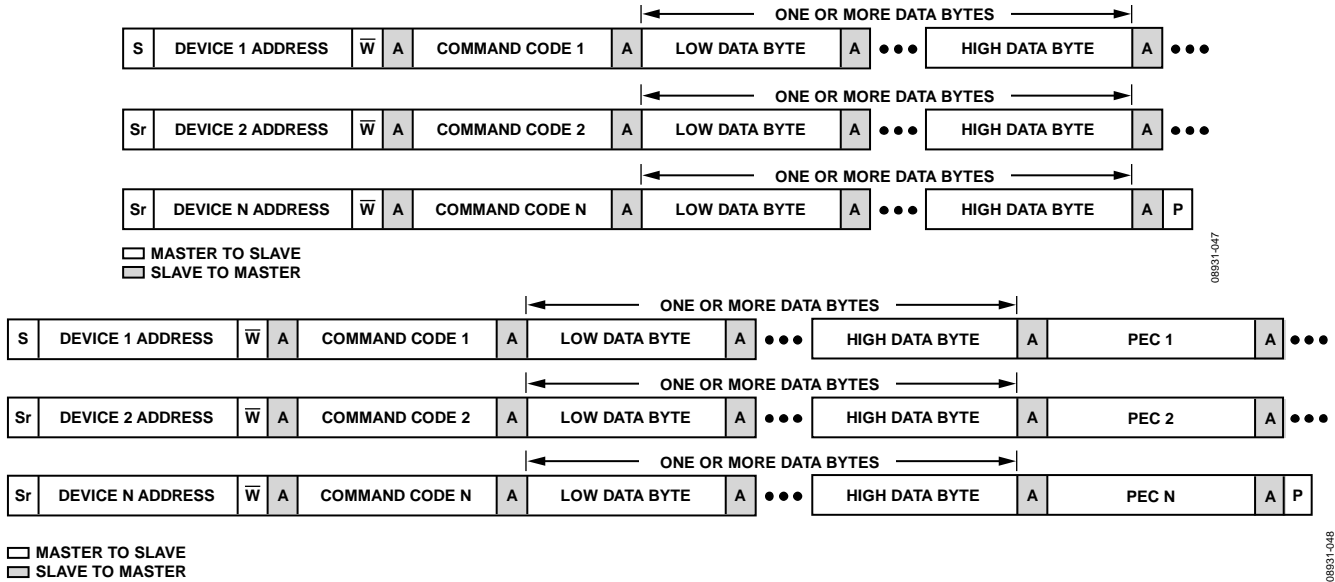 ONE OR MORE DATA BYTES
S DEVICE 1 ADDRESS W̅ A COMMAND CODE 1 A LOW DATA BYTE A ●●● HIGH DATA BYTE A ●●●
ONE OR MORE DATA BYTES
Sr DEVICE 2 ADDRESS W̅ A COMMAND CODE 2 A LOW DATA BYTE A ●●● HIGH DATA BYTE A ●●●
ONE OR MORE DATA BYTES
Sr DEVICE N ADDRESS W̅ A COMMAND CODE N A LOW DATA BYTE A ●●● HIGH DATA BYTE A P
MASTER TO SLAVE
SLAVE TO MASTER
08931-047
ONE OR MORE DATA BYTES
S DEVICE 1 ADDRESS W̅ A COMMAND CODE 1 A LOW DATA BYTE A ●●● HIGH DATA BYTE A PEC 1 A ●●●
ONE OR MORE DATA BYTES
Sr DEVICE 2 ADDRESS W̅ A COMMAND CODE 2 A LOW DATA BYTE A ●●● HIGH DATA BYTE A PEC 2 A ●●●
ONE OR MORE DATA BYTES
Sr DEVICE N ADDRESS W̅ A COMMAND CODE N A LOW DATA BYTE A ●●● HIGH DATA BYTE A PEC N A P
MASTER TO SLAVE
SLAVE TO MASTER
08931-048